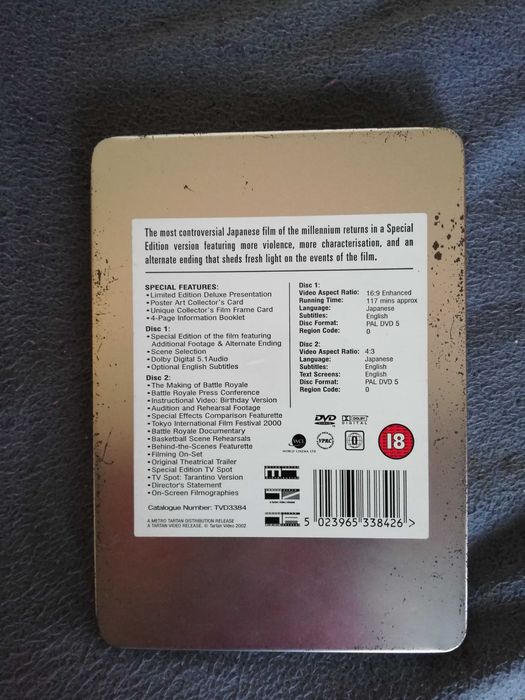 The most controversial Japanese film of the millennium returns in a Special
Edition version featuring more violence, more characterisation, and an
alternate ending that sheds fresh light on the events of the film.
SPECIAL FEATURES:
•Limited Edition Deluxe Presentation
•Poster Art Collector's Card
•Unique Collector's Film Frame Card
•4-Page Information Booklet
Disc 1:
•Special Edition of the film featuring
Additional Footage & Alternate Ending
•Scene Selection
•Dolby Digital 5.1Audio
•Optional English Subtitles
Disc 2:
•The Making of Battle Royale
•Battle Royale Press Conference
•Instructional Video: Birthday Version
•Audition and Rehearsal Footage
•Special Effects Comparison Featurette
•Tokyo International Film Festival 2000
•Battle Royale Documentary
•Basketball Scene Rehearsals
•Behind-the-Scenes Featurette
•Filming On-Set
•Original Theatrical Trailer
•Special Edition TV Spot
•TV Spot: Tarantino Version
•Director's Statement
•On-Screen Filmographies
Catalogue Number: TVD3384
A METRO TARTAN DISTRIBUTION RELEASE
A TARTAN VIDEO RELEASE. © Tartan Video 2002
Disc 1:
Video Aspect Ratio: 16:9 Enhanced
Running Time: 117 mins approx
Language: Japanese
Subtitles: English
Disc Format: PAL DVD 5
Region Code: 0
Disc 2:
Video Aspect Ratio: 4:3
Language: Japanese
Subtitles: English
Text Screens: English
Disc Format: PAL DVD 5
Region Code: 0
DVD DOLBY DIGITAL
WCL
WORLD CINEMA LTD
VPRC
0
18
5 023965 338426 >